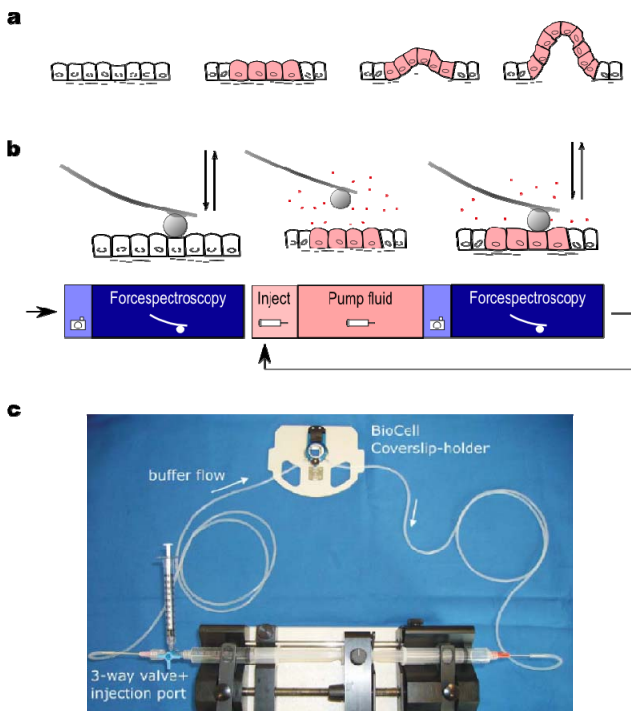 a
b
Forcespectroscopy
Inject
Pump fluid
Forcespectroscopy
c
BioCell
Coverslip-holder
buffer flow
3-way valve+
injection port